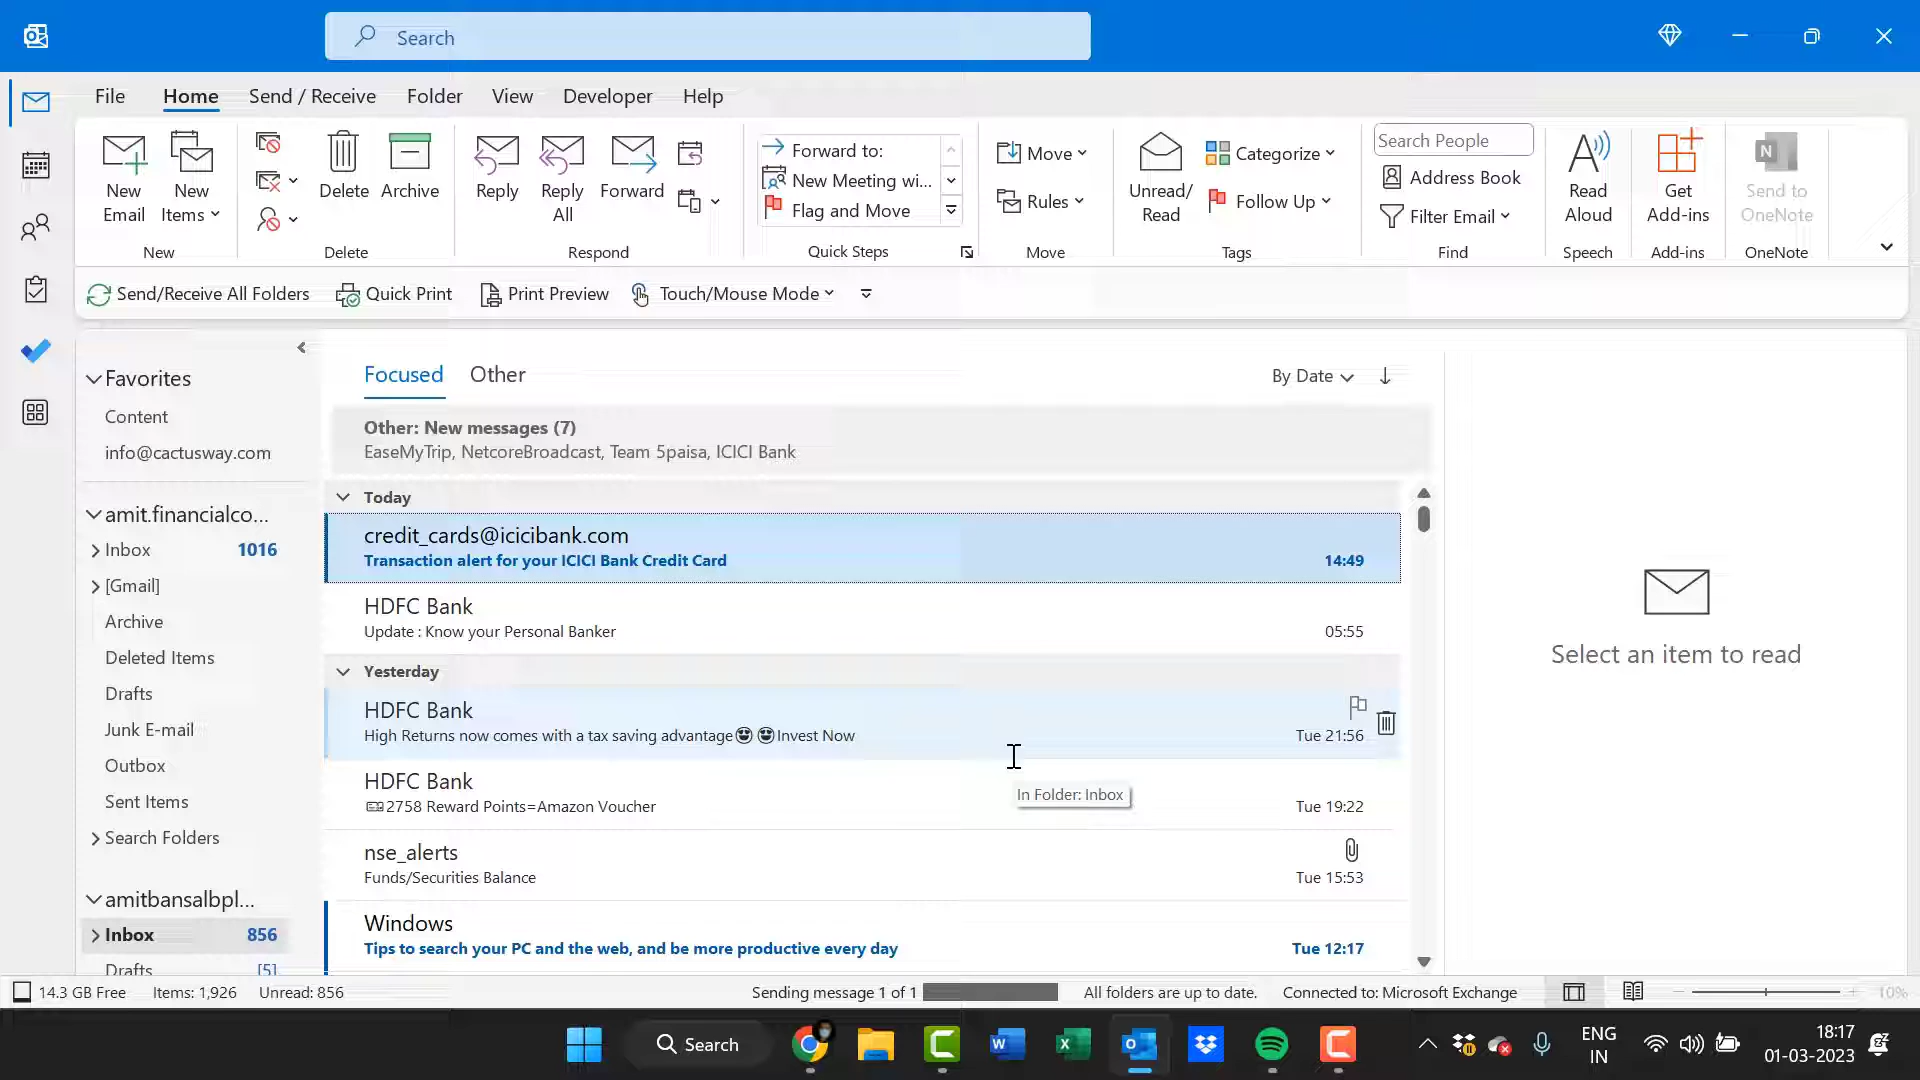 Search
File Home Send / Receive Folder View Developer Help
New Email
New Items
New
Delete
Archive
Delete
Reply
Reply All
Forward
Respond
Forward to:
New Meeting wi...
Flag and Move
Quick Steps
Move
Rules
Move
Unread/ Read
Categorize
Follow Up
Tags
Search People
Address Book
Filter Email
Find
Read Aloud
Speech
Get Add-ins
Add-ins
Send to OneNote
OneNote
Send/Receive All Folders Quick Print Print Preview Touch/Mouse Mode
Favorites
Content
info@cactusway.com
amit.financialco...
Inbox 1016
[Gmail]
Archive
Deleted Items
Drafts
Junk E-mail
Outbox
Sent Items
Search Folders
amitbansalbpl...
Inbox 856
Drafts [5]
Focused Other By Date
Other: New messages (7)
EaseMyTrip, NetcoreBroadcast, Team 5paisa, ICICI Bank
Today
credit_cards@icicibank.com
Transaction alert for your ICICI Bank Credit Card 14:49
HDFC Bank
Update : Know your Personal Banker 05:55
Yesterday
HDFC Bank
High Returns now comes with a tax saving advantage😍 😍Invest Now Tue 21:56
HDFC Bank
2758 Reward Points=Amazon Voucher Tue 19:22
In Folder: Inbox
nse_alerts
Funds/Securities Balance Tue 15:53
Windows
Tips to search your PC and the web, and be more productive every day Tue 12:17
Select an item to read
14.3 GB Free Items: 1,926 Unread: 856 Sending message 1 of 1 All folders are up to date. Connected to: Microsoft Exchange 10%
Search
ENG
IN
18:17
01-03-2023